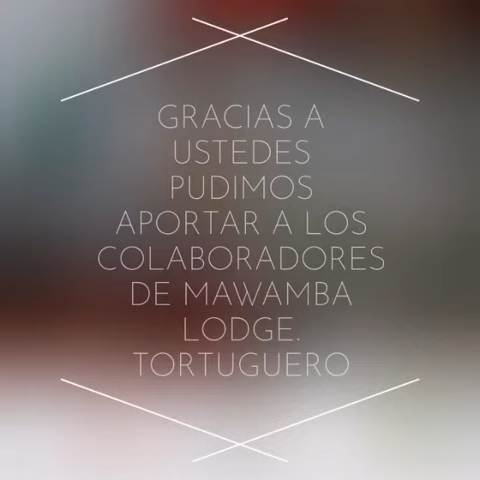 GRACIAS A
USTEDES
PUDIMOS
APORTAR A LOS
COLABORADORES
DE MAWAMBA
LODGE.
TORTUGUERO